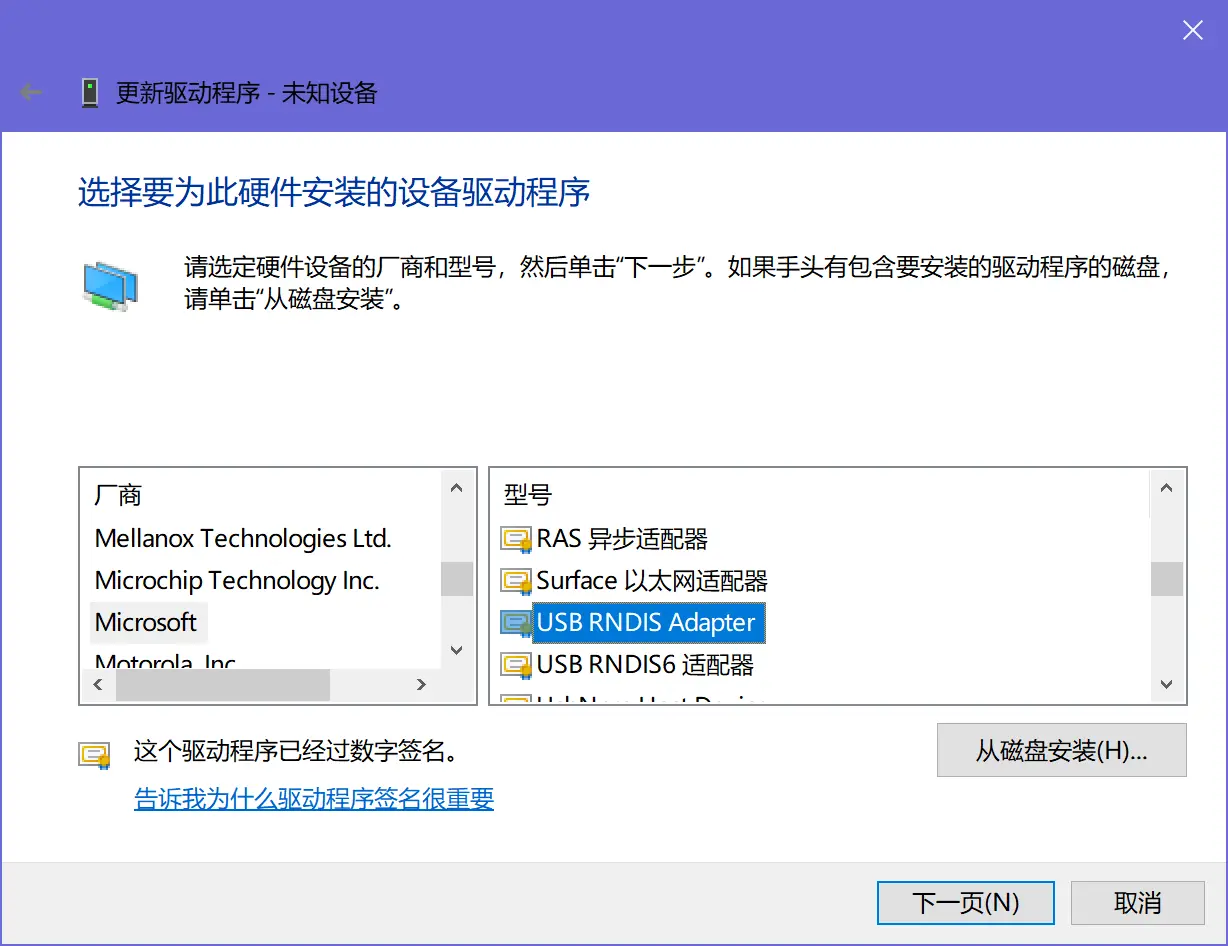 更新驱动程序 - 未知设备
选择要为此硬件安装的设备驱动程序
请选定硬件设备的厂商和型号，然后单击“下一步”。如果手头有包含要安装的驱动程序的磁盘，
请单击“从磁盘安装”。
厂商
Mellanox Technologies Ltd.
Microchip Technology Inc.
Microsoft
Motorola, Inc.
型号
RAS 异步适配器
Surface 以太网适配器
USB RNDIS Adapter
USB RNDIS6 适配器
这个驱动程序已经过数字签名。
告诉我为什么驱动程序签名很重要
从磁盘安装(H)...
下一页(N)
取消